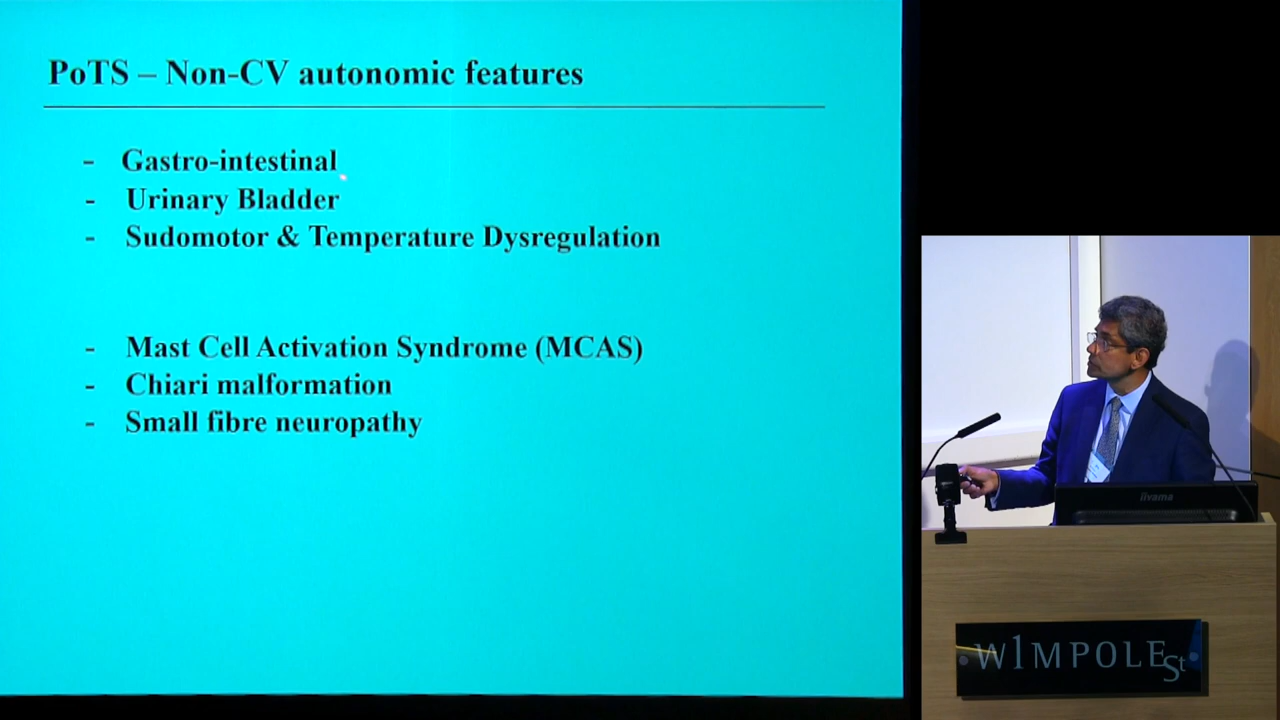 PoTS – Non-CV autonomic features
- Gastro-intestinal
- Urinary Bladder
- Sudomotor & Temperature Dysregulation
- Mast Cell Activation Syndrome (MCAS)
- Chiari malformation
- Small fibre neuropathy
iiyama
W1MPOLE St